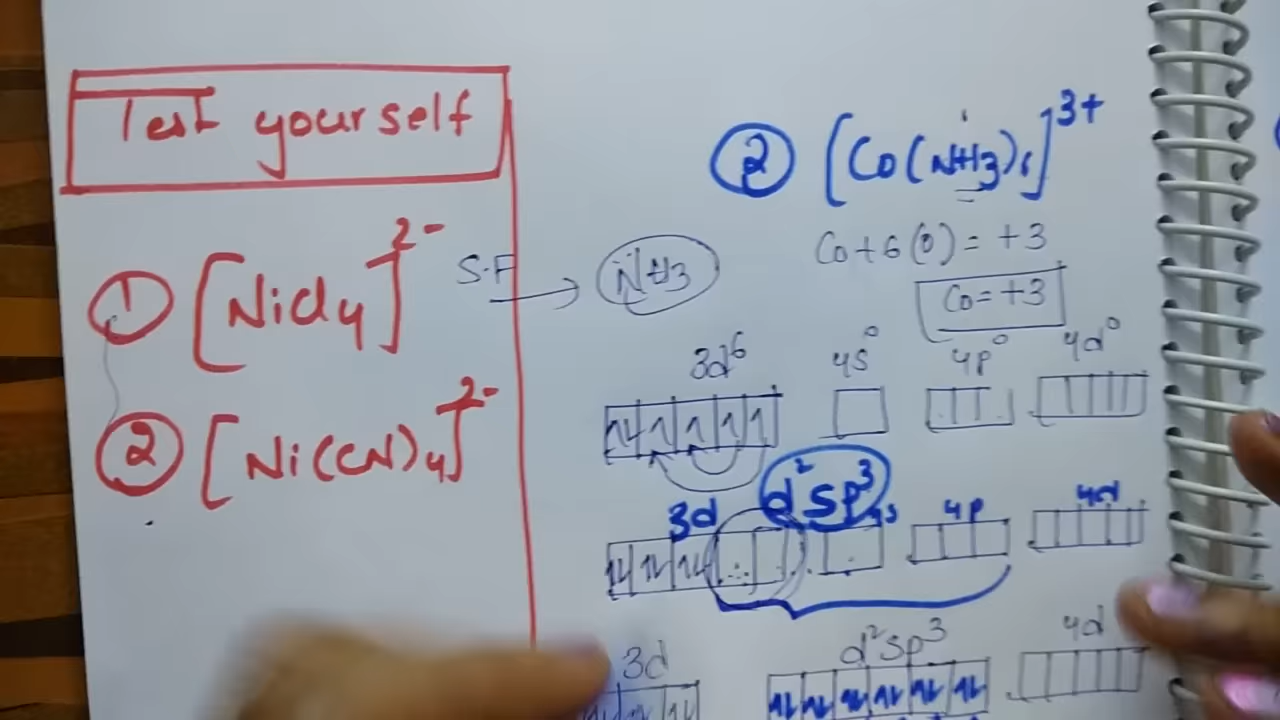 Test yourself
① [NiCl4]²⁻
② [Ni(CN)4]²⁻
S.F → NH3
② [Co(NH3)6]³⁺
Co+6(0) = +3
Co = +3
3d⁶ 4s⁰ 4p⁰ 4d⁰
d²sp³
3d 4s 4p 4d
3d d²sp³ 4d